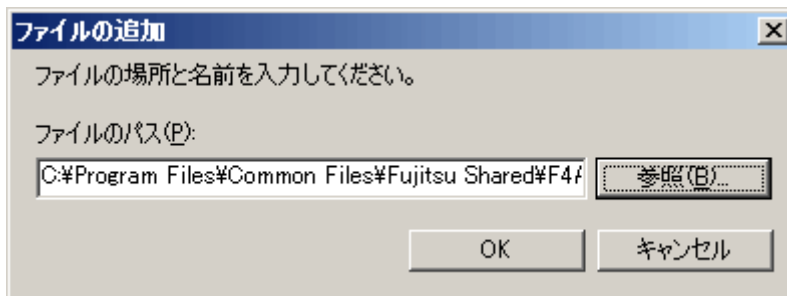 ファイルの追加
ファイルの場所と名前を入力してください。
ファイルのパス(P):
C:¥Program Files¥Common Files¥Fujitsu Shared¥F4
参照(B)...
OK
キャンセル